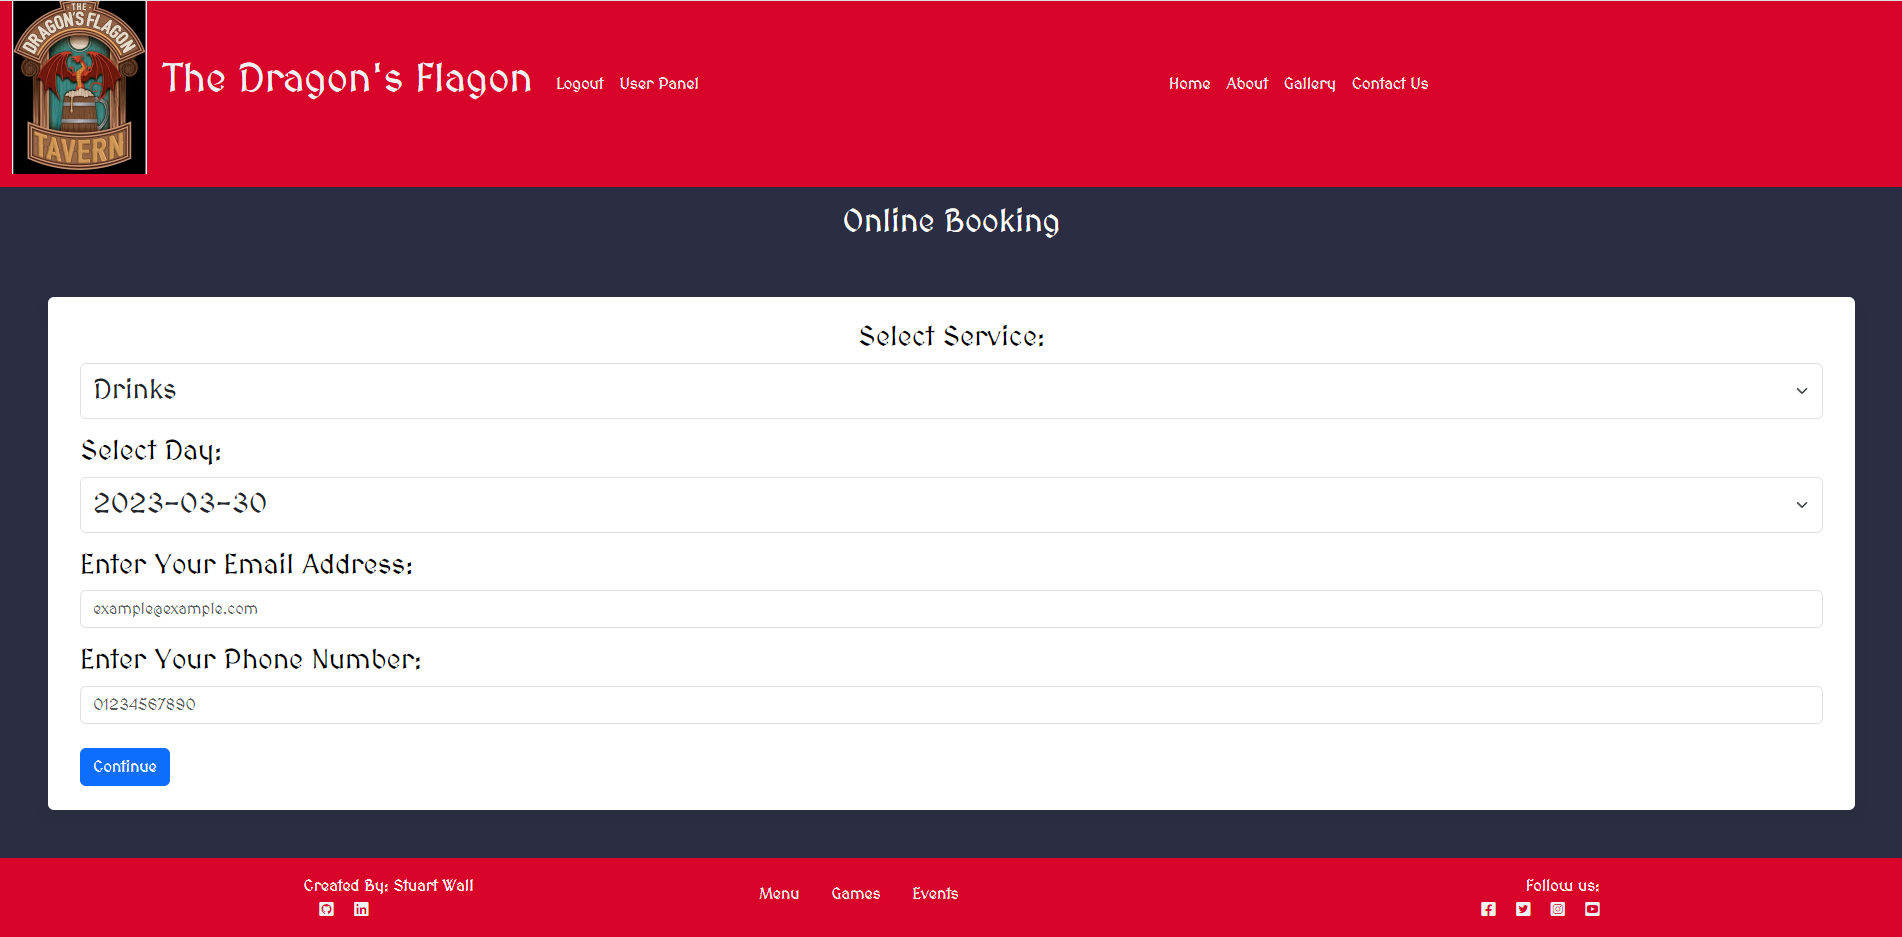 THE
DRAGON'S FLAGON
TAVERN
The Dragon's Flagon
Logout User Panel
Home About Gallery Contact Us
Online Booking
Select Service:
Drinks
Select Day:
2023-03-30
Enter Your Email Address:
example@example.com
Enter Your Phone Number:
01234567890
Continue
Created By: Stuart Wall
Menu Games Events
Follow us: